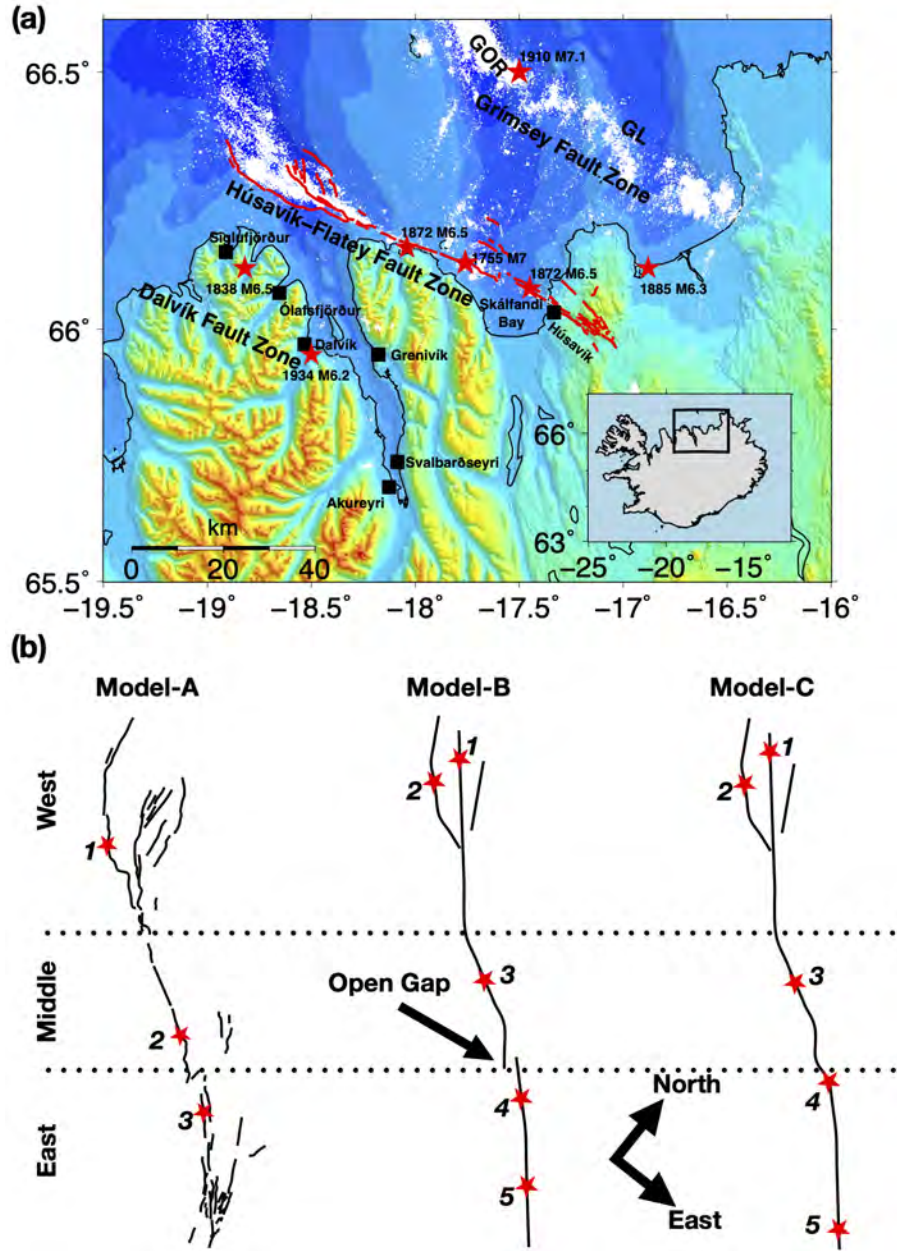 (a)
66.5°
66°
65.5°
−19.5
−19
−18.5
−18
−17.5
−17
−16.5
−16°
GOR
1910 M7.1
GL
Grímsey Fault Zone
Húsavík−Flatey Fault Zone
Siglufjörður
1838 M6.5
Ólafsfjörður
Dalvík Fault Zone
Dalvík
1934 M6.2
Grenivík
1872 M6.5
1755 M7
1872 M6.5
Skálfandi
Bay
Húsavík
1885 M6.3
Svalbarðseyri
Akureyri
km
0 20 40
66°
63°
−25° −20° −15°
(b)
Model-A Model-B Model-C
West
Middle
East
1
2
3
1
2
3
4
5
1
2
3
4
5
Open Gap
North
East